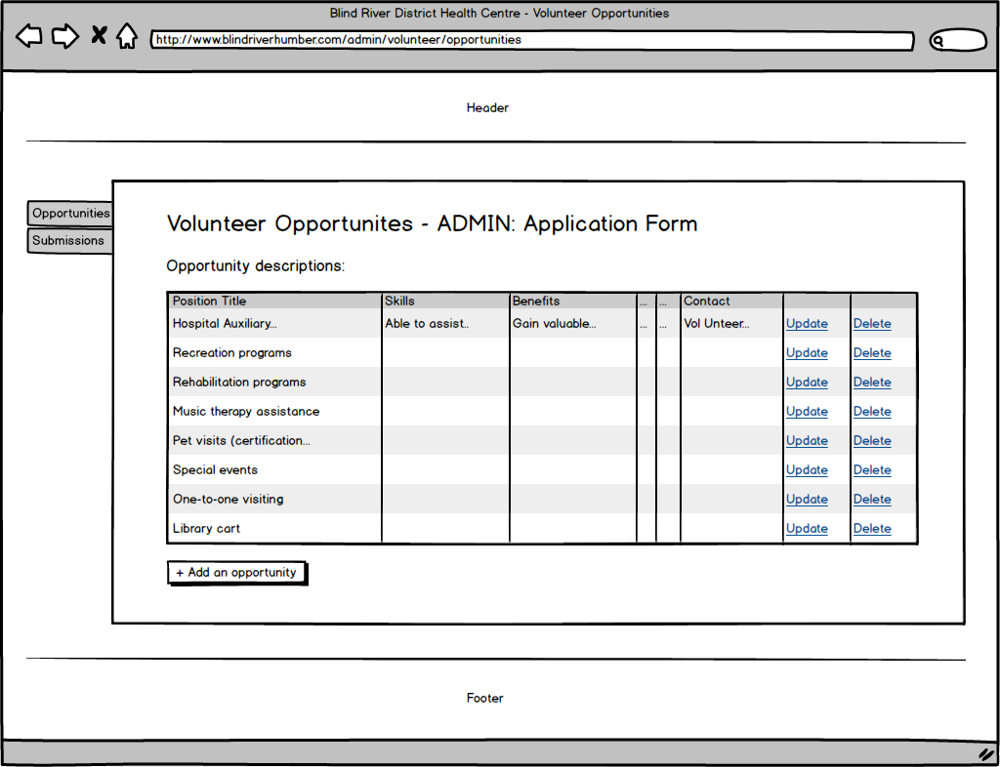 Blind River District Health Centre - Volunteer Opportunities
http://www.blindriverhumber.com/admin/volunteer/opportunities
Header
Opportunities
Submissions
Volunteer Opportunites - ADMIN: Application Form
Opportunity descriptions:
Position Title Skills Benefits ... ... Contact
Hospital Auxiliary... Able to assist.. Gain valuable... ... ... Vol Unteer... Update Delete
Recreation programs Update Delete
Rehabilitation programs Update Delete
Music therapy assistance Update Delete
Pet visits (certification... Update Delete
Special events Update Delete
One-to-one visiting Update Delete
Library cart Update Delete
+ Add an opportunity
Footer